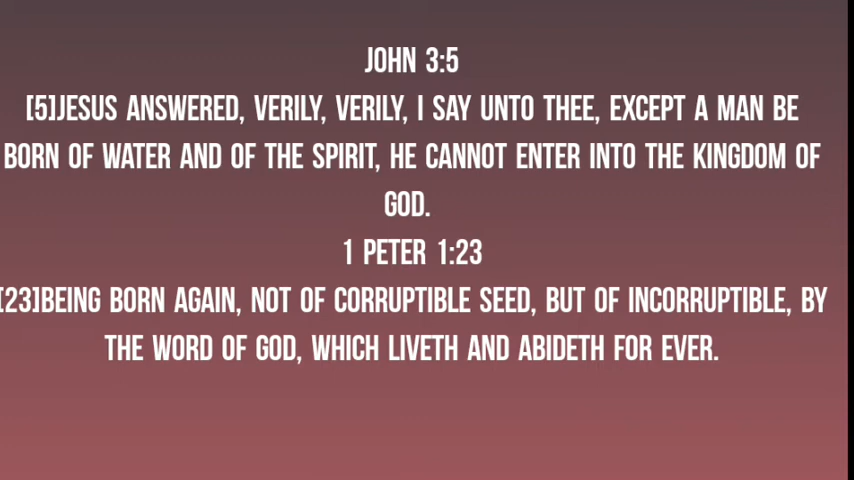 JOHN 3:5
[5]JESUS ANSWERED, VERILY, VERILY, I SAY UNTO THEE, EXCEPT A MAN BE
BORN OF WATER AND OF THE SPIRIT, HE CANNOT ENTER INTO THE KINGDOM OF
GOD.
1 PETER 1:23
[23]BEING BORN AGAIN, NOT OF CORRUPTIBLE SEED, BUT OF INCORRUPTIBLE, BY
THE WORD OF GOD, WHICH LIVETH AND ABIDETH FOR EVER.